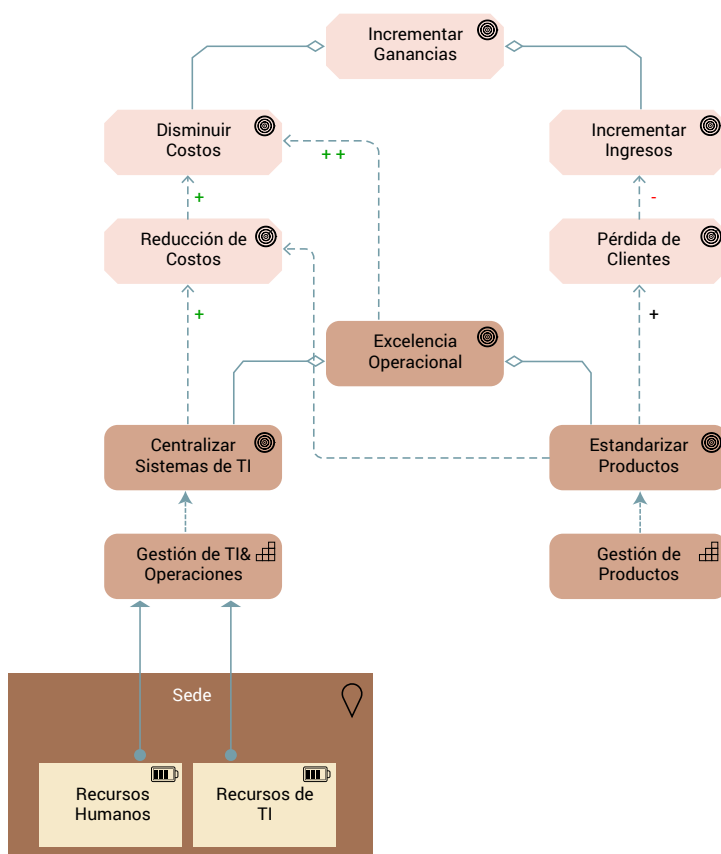 Incrementar
Ganancias
Disminuir
Costos
Incrementar
Ingresos
++
+
-
Reducción de
Costos
Pérdida de
Clientes
+
+
Excelencia
Operacional
Centralizar
Sistemas de TI
Estandarizar
Productos
Gestión de TI&
Operaciones
Gestión de
Productos
Sede
Recursos
Humanos
Recursos de
TI